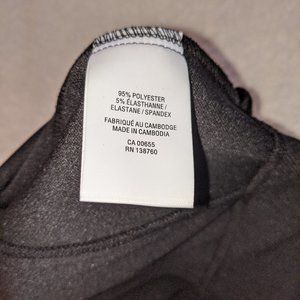 95% POLYESTER
5% ÉLASTHANNE /
ELASTANE / SPANDEX
FABRIQUÉ AU CAMBODGE
MADE IN CAMBODIA
CA 00655
RN 138760